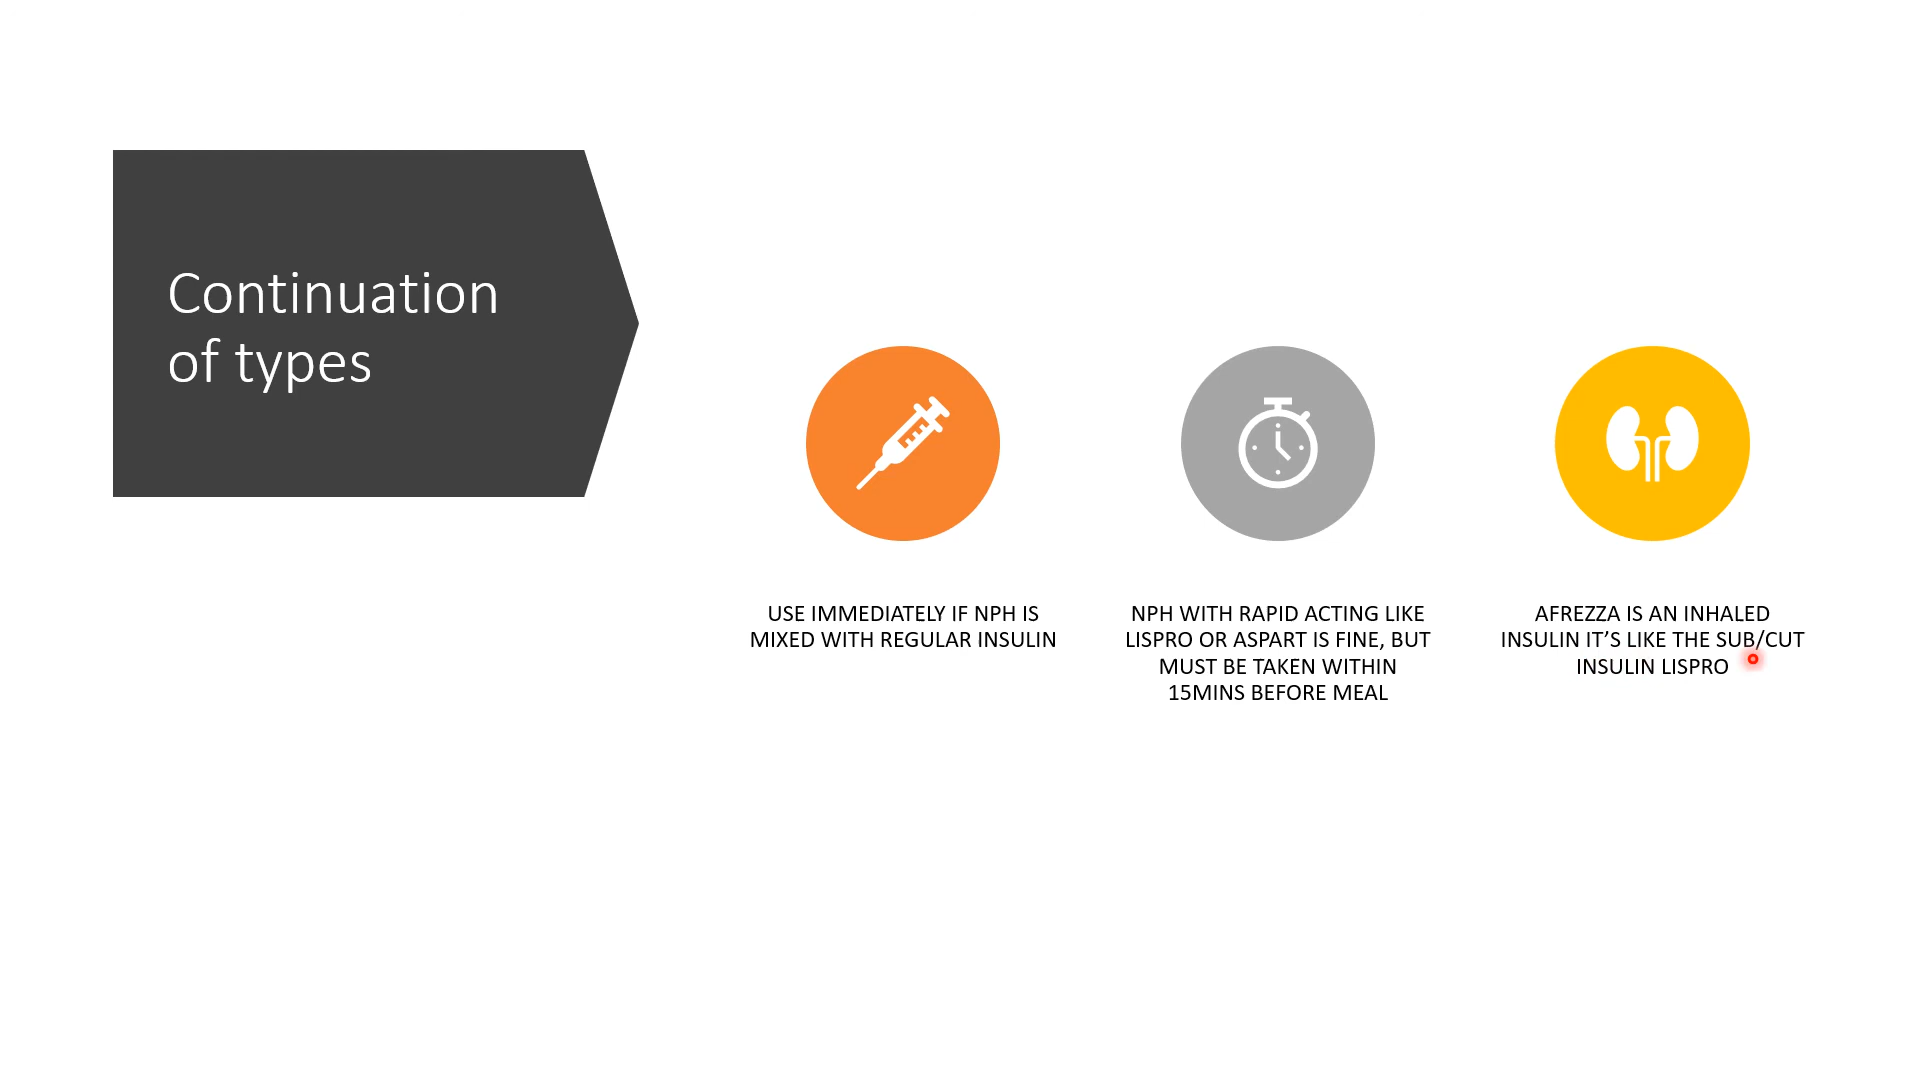 Continuation
of types
USE IMMEDIATELY IF NPH IS
MIXED WITH REGULAR INSULIN
NPH WITH RAPID ACTING LIKE
LISPRO OR ASPART IS FINE, BUT
MUST BE TAKEN WITHIN
15MINS BEFORE MEAL
AFREZZA IS AN INHALED
INSULIN IT’S LIKE THE SUB/CUT
INSULIN LISPRO